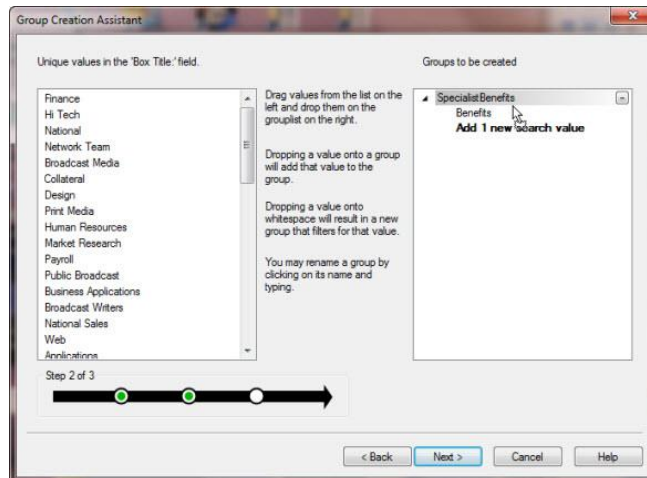 Group Creation Assistant
Unique values in the 'Box Title:' field.
Groups to be created
Finance
Hi Tech
National
Network Team
Broadcast Media
Collateral
Design
Print Media
Human Resources
Market Research
Payroll
Public Broadcast
Business Applications
Broadcast Writers
National Sales
Web
Applications
Drag values from the list on the
left and drop them on the
grouplist on the right.
Dropping a value onto a group
will add that value to the
group.
Dropping a value onto
whitespace will result in a new
group that filters for that value.
You may rename a group by
clicking on its name and
typing.
SpecialistBenefits
Benefits
Add 1 new search value
Step 2 of 3
< Back
Next >
Cancel
Help